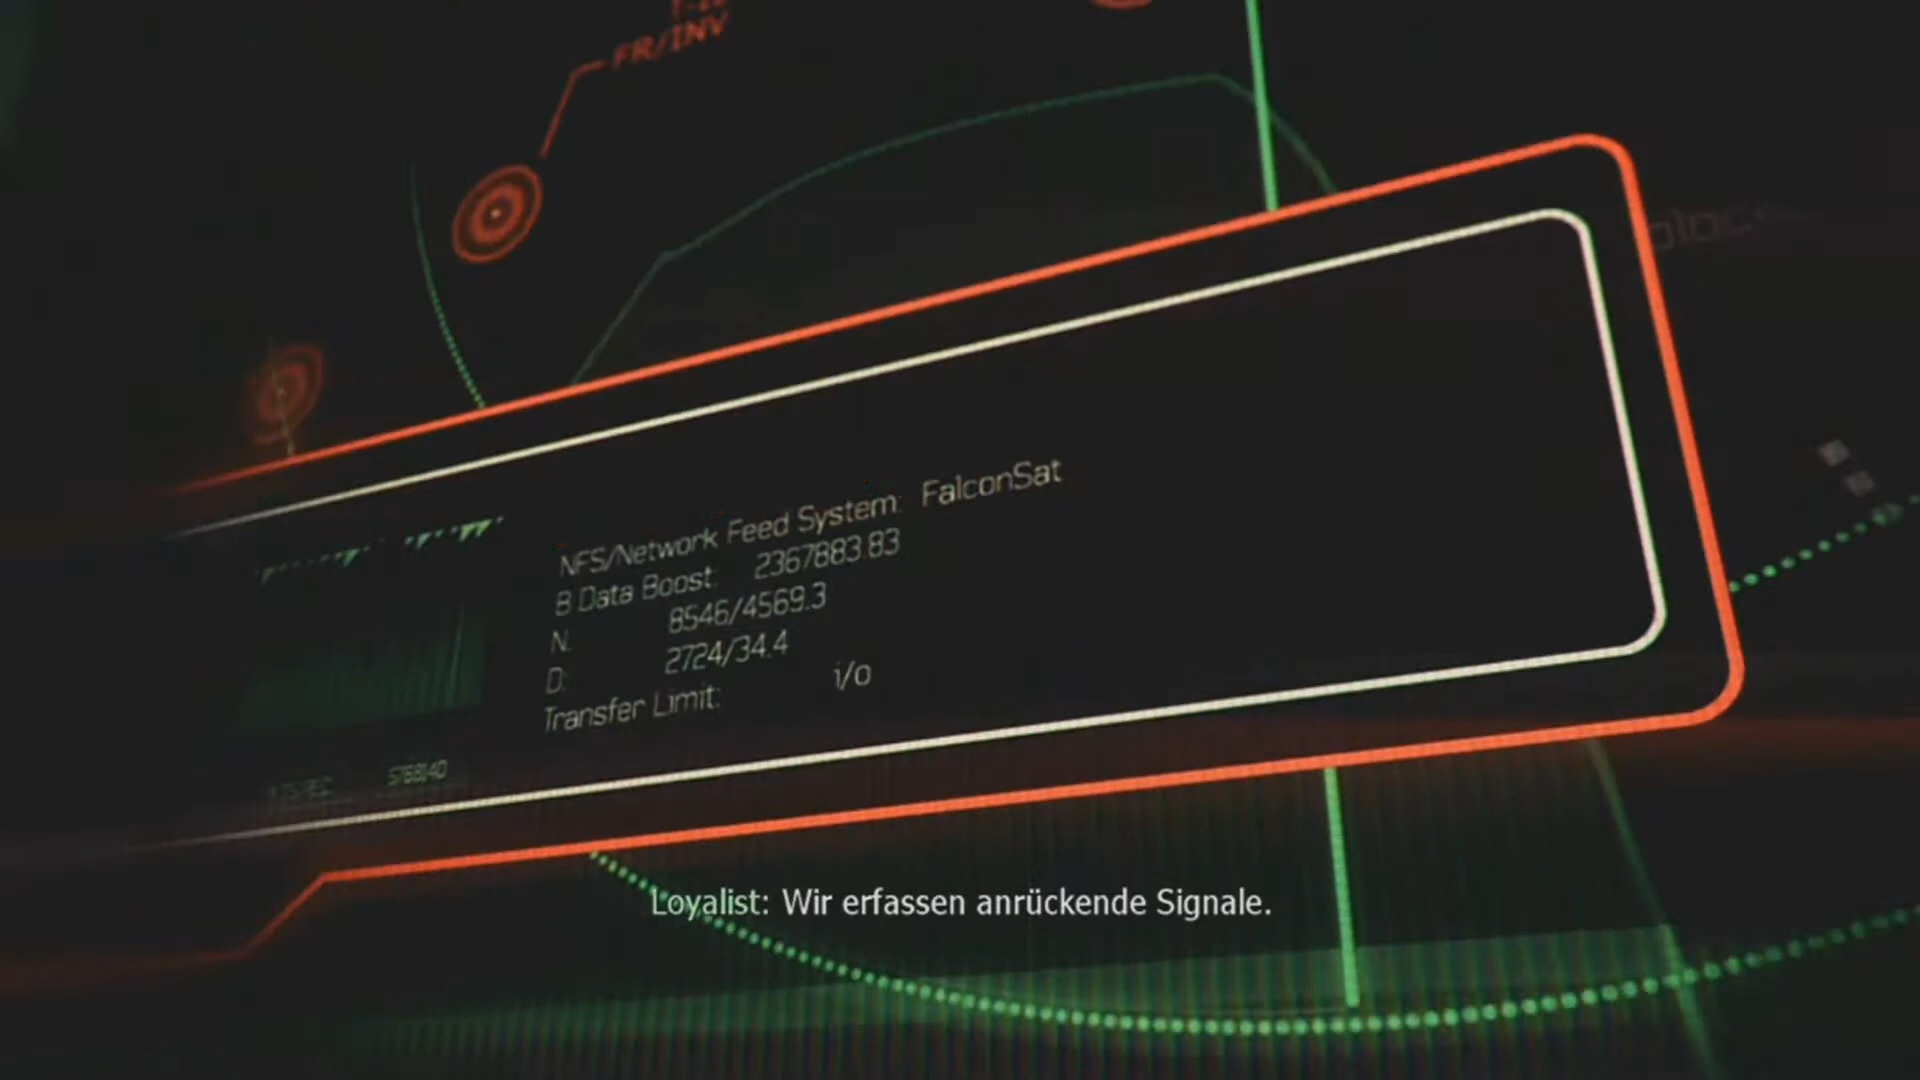 FR/INV
NFS/Network Feed System: FalconSat
B Data Boost: 2367883.83
N: 8546/4569.3
D: 2724/34.4
Transfer Limit: i/o
5768140
Loyalist: Wir erfassen anrückende Signale.